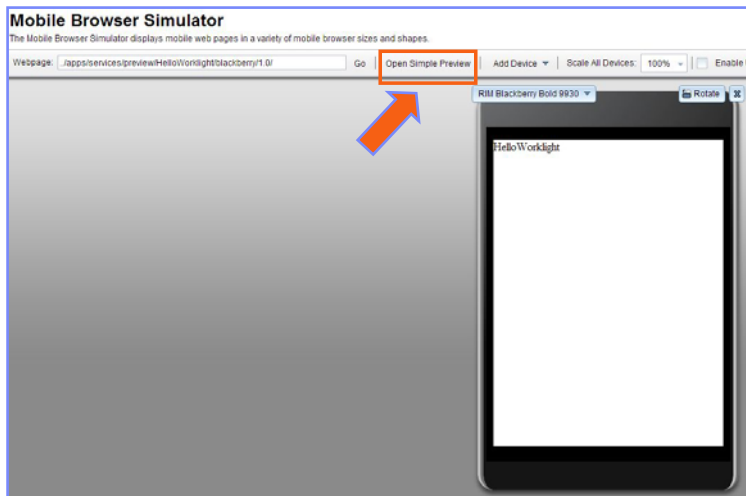 Mobile Browser Simulator
The Mobile Browser Simulator displays mobile web pages in a variety of mobile browser sizes and shapes.
Webpage: ./apps/services/preview/HelloWorklight/blackberry/1.0/ Go Open Simple Preview Add Device Scale All Devices: 100% Enable
RIM Blackberry Bold 9930 Rotate
HelloWorklight